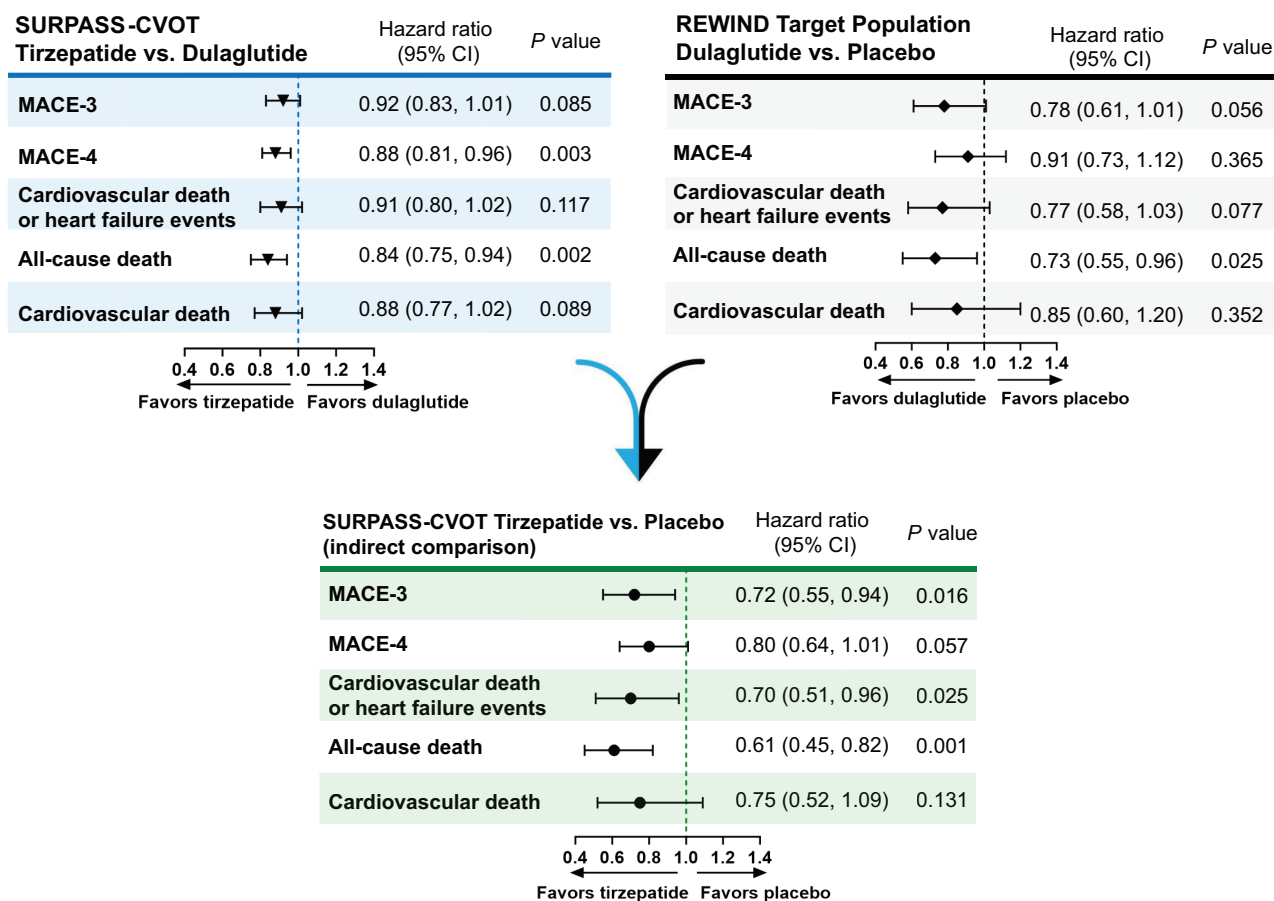 SURPASS-CVOT
Tirzepatide vs. Dulaglutide
Hazard ratio
(95% CI)
P value
MACE-3 0.92 (0.83, 1.01) 0.085
MACE-4 0.88 (0.81, 0.96) 0.003
Cardiovascular death
or heart failure events 0.91 (0.80, 1.02) 0.117
All-cause death 0.84 (0.75, 0.94) 0.002
Cardiovascular death 0.88 (0.77, 1.02) 0.089
0.4 0.6 0.8 1.0 1.2 1.4
Favors tirzepatide Favors dulaglutide
REWIND Target Population
Dulaglutide vs. Placebo
Hazard ratio
(95% CI)
P value
MACE-3 0.78 (0.61, 1.01) 0.056
MACE-4 0.91 (0.73, 1.12) 0.365
Cardiovascular death
or heart failure events 0.77 (0.58, 1.03) 0.077
All-cause death 0.73 (0.55, 0.96) 0.025
Cardiovascular death 0.85 (0.60, 1.20) 0.352
0.4 0.6 0.8 1.0 1.2 1.4
Favors dulaglutide Favors placebo
SURPASS-CVOT Tirzepatide vs. Placebo
(indirect comparison)
Hazard ratio
(95% CI)
P value
MACE-3 0.72 (0.55, 0.94) 0.016
MACE-4 0.80 (0.64, 1.01) 0.057
Cardiovascular death
or heart failure events 0.70 (0.51, 0.96) 0.025
All-cause death 0.61 (0.45, 0.82) 0.001
Cardiovascular death 0.75 (0.52, 1.09) 0.131
0.4 0.6 0.8 1.0 1.2 1.4
Favors tirzepatide Favors placebo